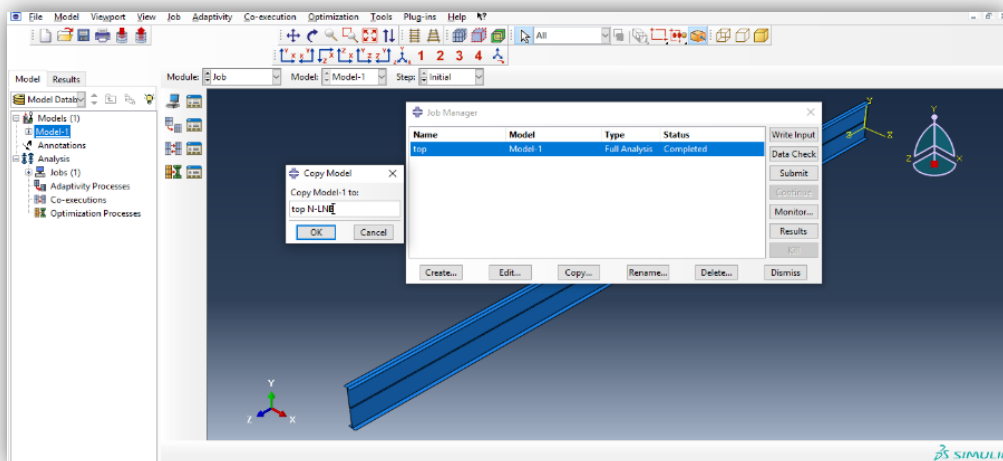 File Model Viewport View Job Adaptivity Co-execution Optimization Tools Plug-ins Help
All
1 2 3 4
Model Results Module: Job Model: Model-1 Step: Initial
Model Datab
Models (1)
Model-1
Annotations
Analysis
Jobs (1)
Adaptivity Processes
Co-executions
Optimization Processes
Copy Model
Copy Model-1 to:
top N-LNE
OK Cancel
Job Manager
Name Model Type Status
top Model-1 Full Analysis Completed
Write Input
Data Check
Submit
Continue
Monitor...
Results
Kill
Create... Edit... Copy... Rename... Delete... Dismiss
Y
Z
X
Y
Z X
Y
Z X
SIMULIA